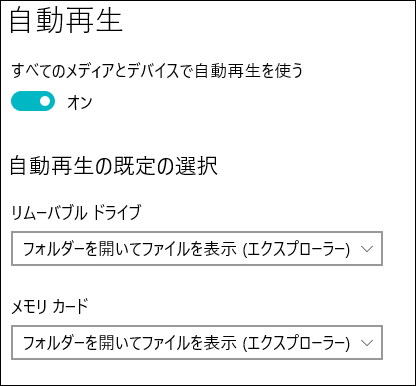 自動再生
すべてのメディアとデバイスで自動再生を使う
オン
自動再生の既定の選択
リムーバブル ドライブ
フォルダーを開いてファイルを表示 (エクスプローラー)
メモリ カード
フォルダーを開いてファイルを表示 (エクスプローラー)